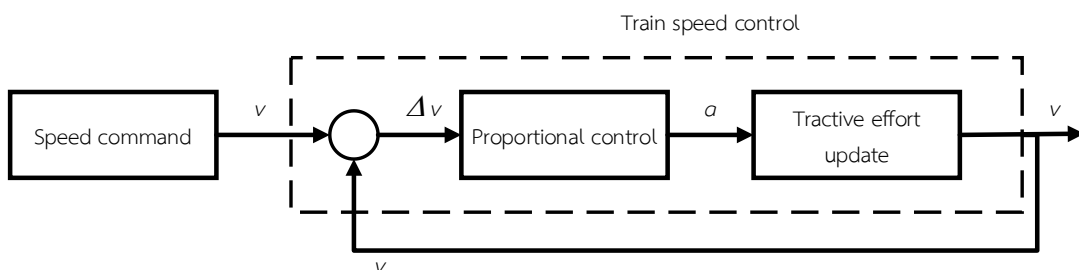 Train speed control
Speed command
v
Δv
Proportional control
a
Tractive effort
update
v
v